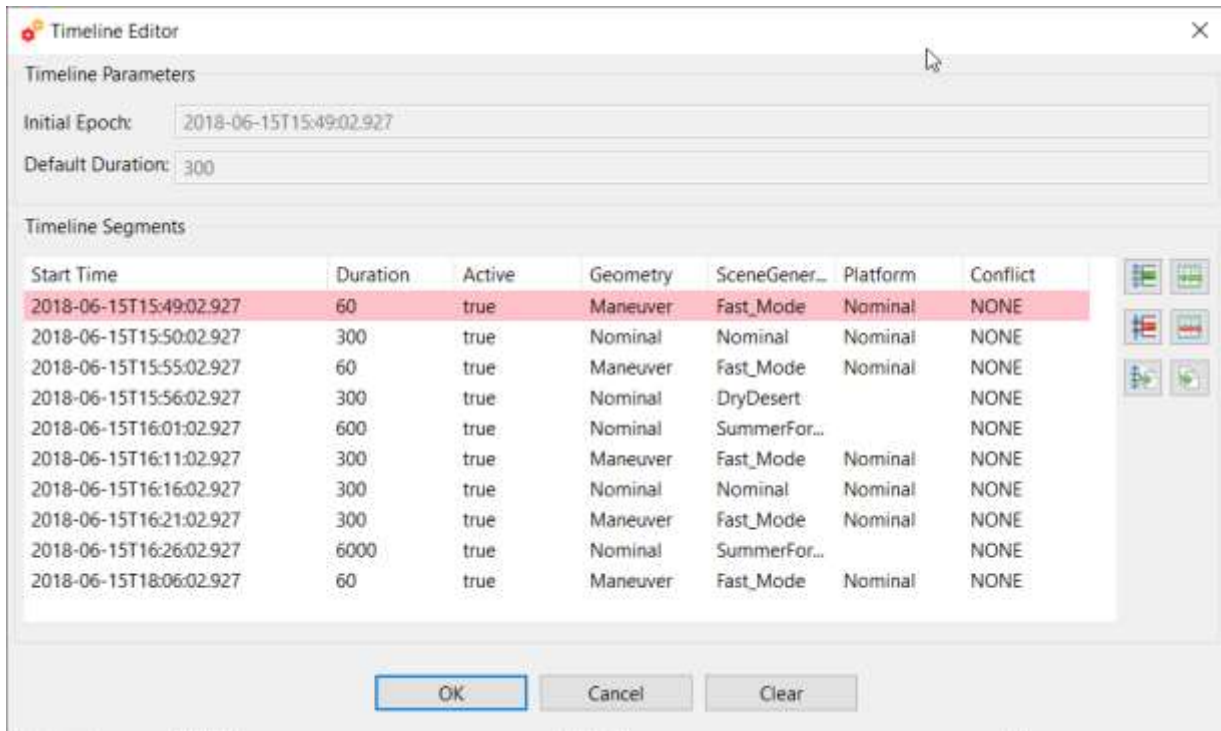 Timeline Editor
Timeline Parameters
Initial Epoch: 2018-06-15T15:49:02.927
Default Duration: 300
Timeline Segments
Start Time Duration Active Geometry SceneGener... Platform Conflict
2018-06-15T15:49:02.927 60 true Maneuver Fast_Mode Nominal NONE
2018-06-15T15:50:02.927 300 true Nominal Nominal Nominal NONE
2018-06-15T15:55:02.927 60 true Maneuver Fast_Mode Nominal NONE
2018-06-15T15:56:02.927 300 true Nominal DryDesert NONE
2018-06-15T16:01:02.927 600 true Nominal SummerFor... NONE
2018-06-15T16:11:02.927 300 true Maneuver Fast_Mode Nominal NONE
2018-06-15T16:16:02.927 300 true Nominal Nominal Nominal NONE
2018-06-15T16:21:02.927 300 true Maneuver Fast_Mode Nominal NONE
2018-06-15T16:26:02.927 6000 true Nominal SummerFor... NONE
2018-06-15T18:06:02.927 60 true Maneuver Fast_Mode Nominal NONE
OK Cancel Clear